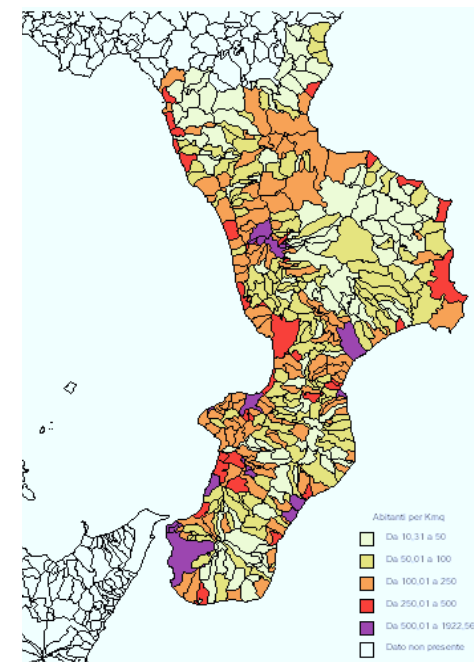 Abitanti per Kmq
Da 10,31 a 50
Da 50,01 a 100
Da 100,01 a 250
Da 250,01 a 500
Da 500,01 a 1922,56
Dato non presente